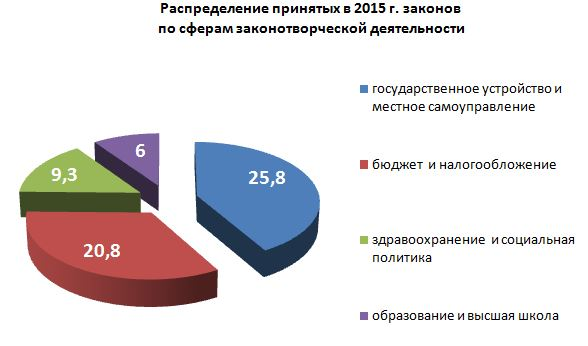 Распределение принятых в 2015 г. законов
по сферам законотворческой деятельности
государственное устройство и
местное самоуправление
бюджет и налогообложение
здравоохранение и социальная
политика
образование и высшая школа
6
9,3
25,8
20,8